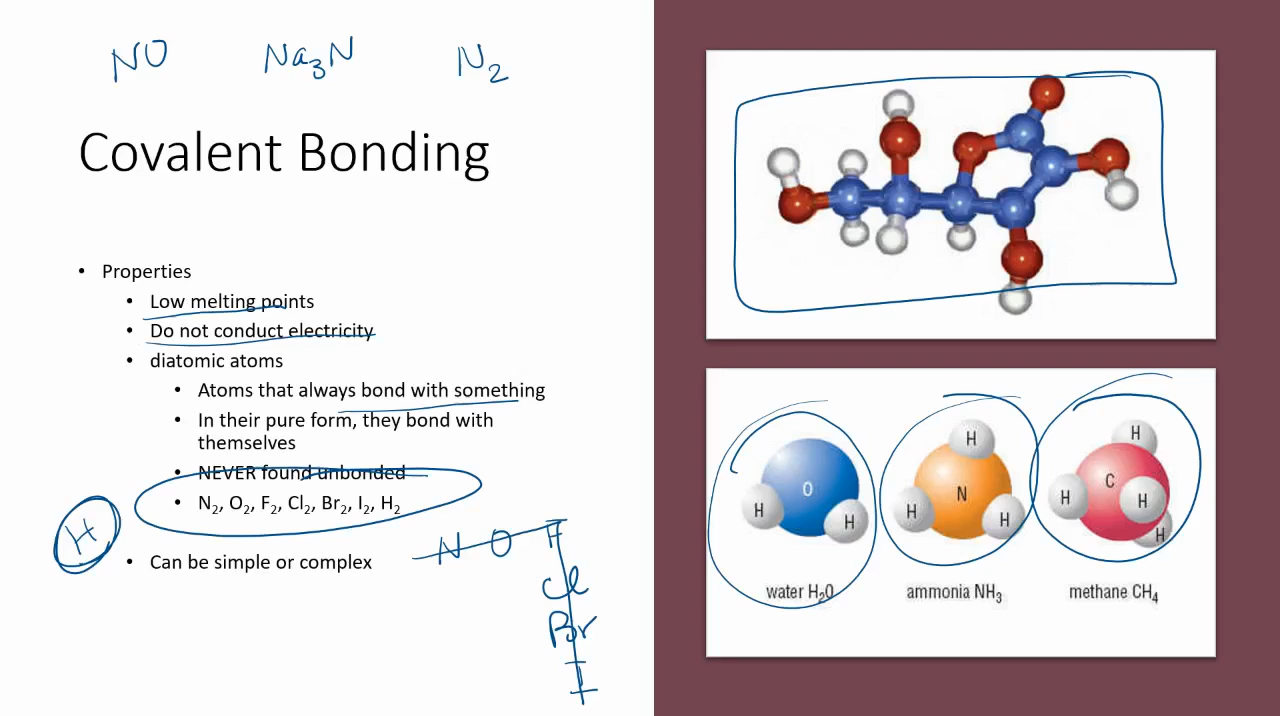 NO Na₃N N₂
Covalent Bonding
• Properties
• Low melting points
• Do not conduct electricity
• diatomic atoms
• Atoms that always bond with something
• In their pure form, they bond with
themselves
• NEVER found unbonded
• N₂, O₂, F₂, Cl₂, Br₂, I₂, H₂
H
• Can be simple or complex
N O F
Cl
Br
I
H
O
H
H
H
N
H
H
H
C
H
H
H
H
water H₂O
ammonia NH₃
methane CH₄